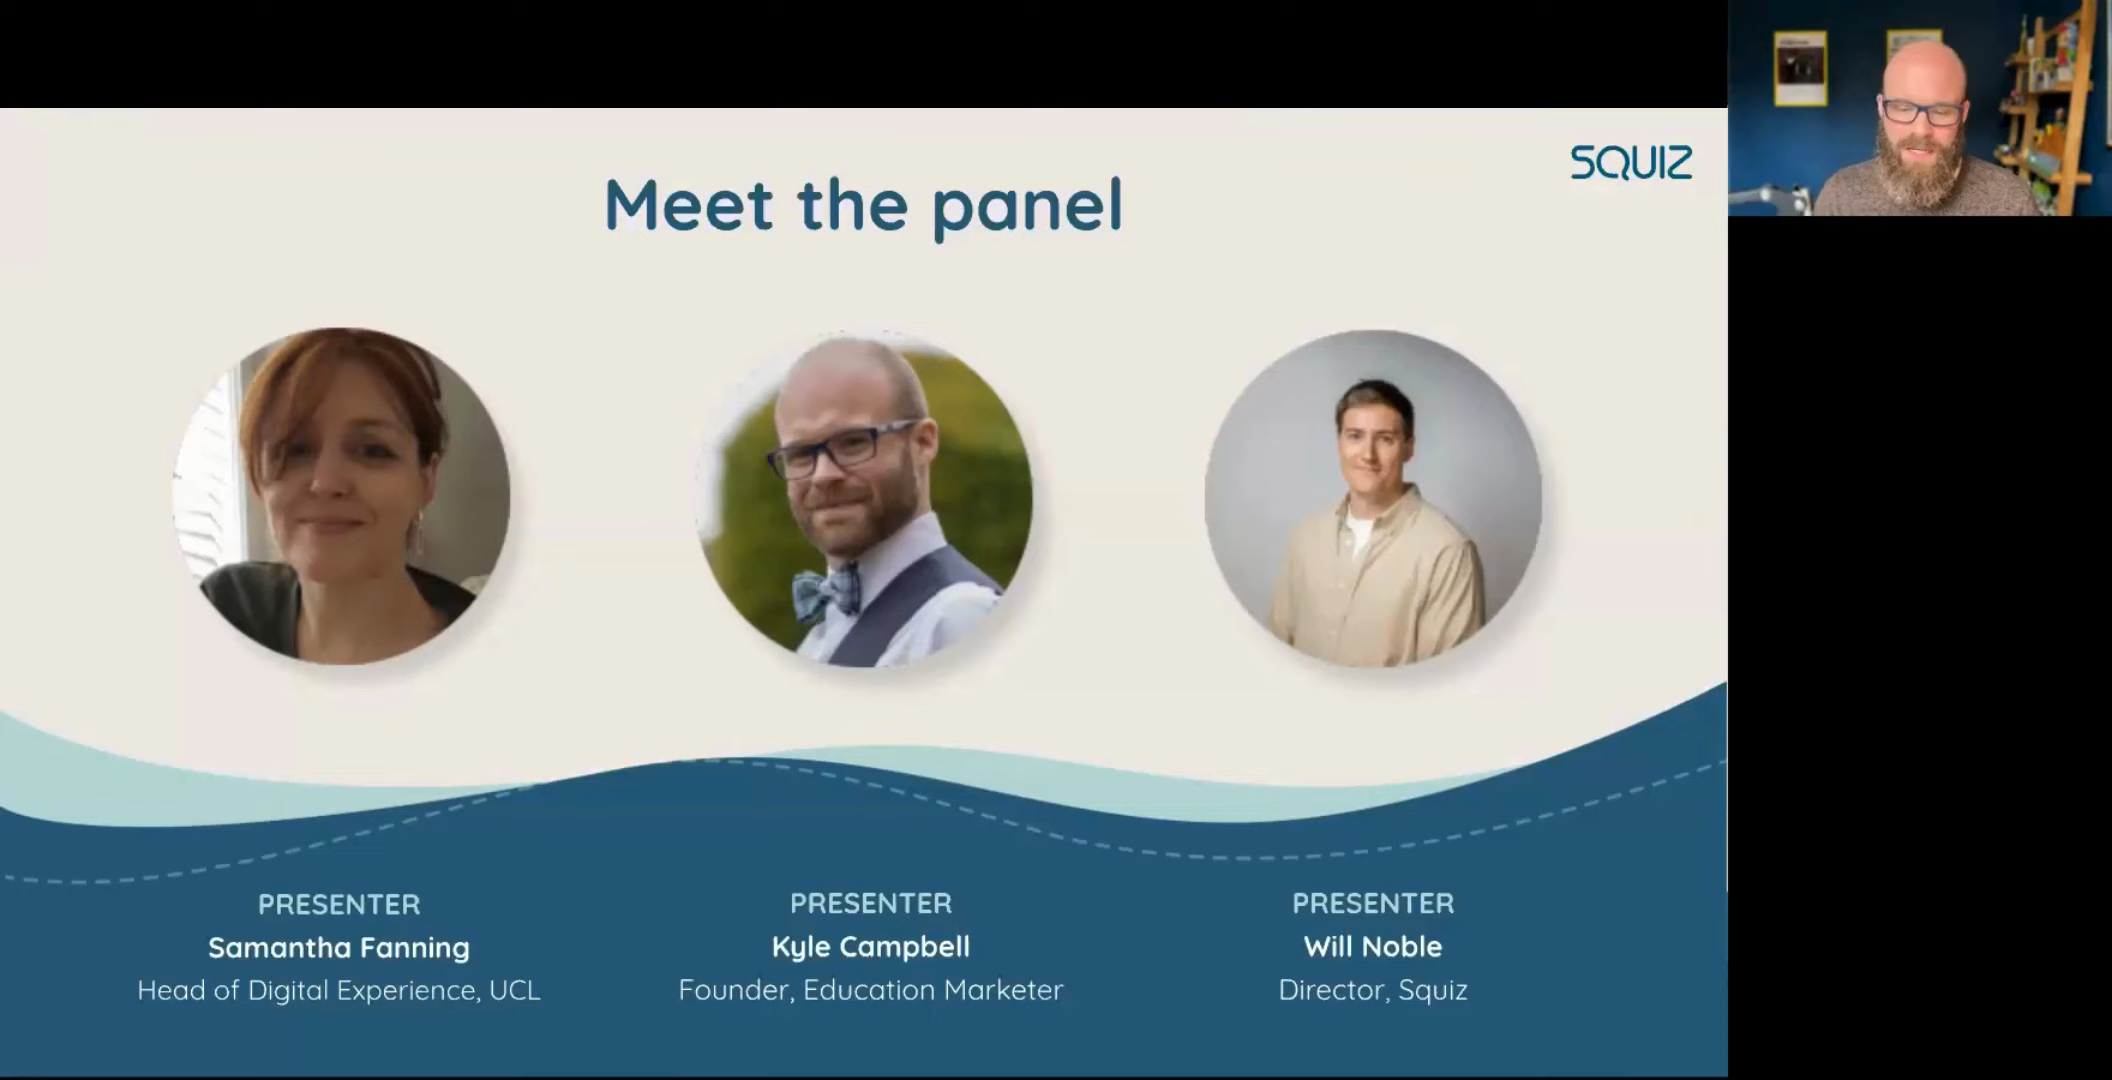 SQUIZ
Meet the panel
PRESENTER
Samantha Fanning
Head of Digital Experience, UCL
PRESENTER
Kyle Campbell
Founder, Education Marketer
PRESENTER
Will Noble
Director, Squiz